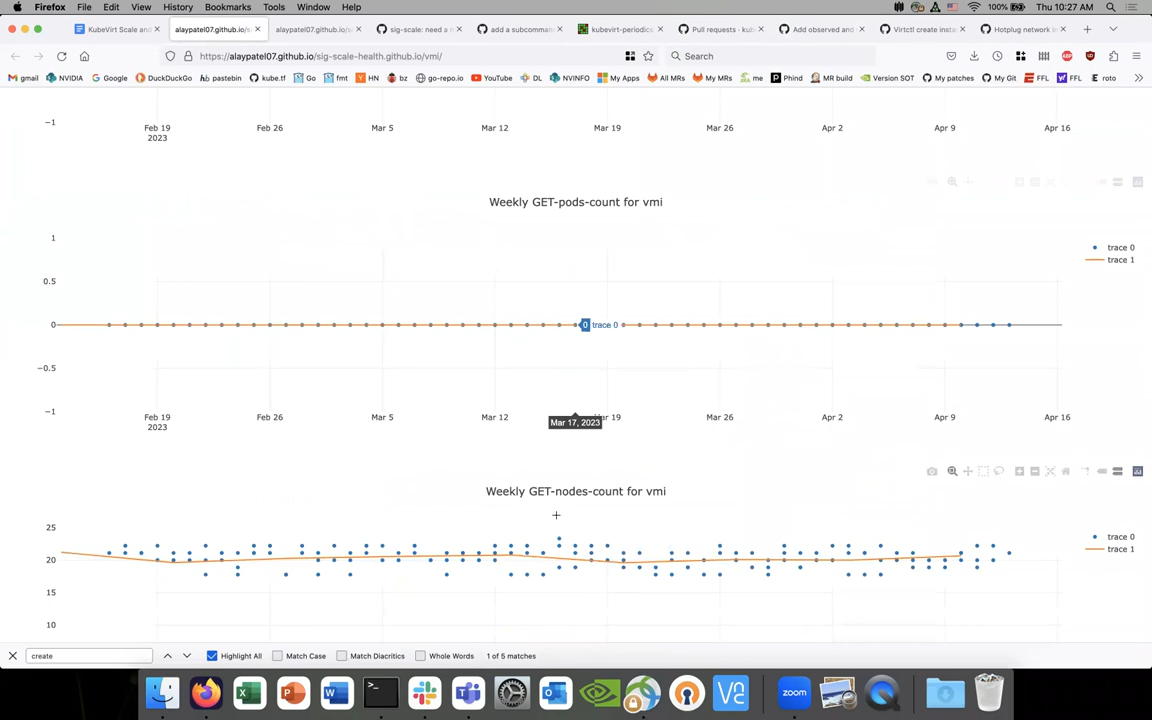 Firefox File Edit View History Bookmarks Tools Window Help 100% Thu 10:27 AM
KubeVirt Scale and alaypatel07.github.io/s alaypatel07.github.io/s sig-scale: need a add a subcomman kubevirt-periodics Pull requests · kub Add observed and Virtctl create inst Hotplug network in
https://alaypatel07.github.io/sig-scale-health.github.io/vmi/ Search
gmail NVIDIA Google DuckDuckGo pastebin kube.tf Go fmt HN bz go-repo.io YouTube DL NVINFO My Apps All MRs My MRs me Phind MR build Version SOT My patches My Git FFL FFL roto
−1
Feb 19 Feb 26 Mar 5 Mar 12 Mar 19 Mar 26 Apr 2 Apr 9 Apr 16
2023
Weekly GET-pods-count for vmi
1
trace 0
trace 1
0.5
0
0 trace 0
−0.5
−1
Feb 19 Feb 26 Mar 5 Mar 12 Mar 19 Mar 26 Apr 2 Apr 9 Apr 16
2023
Mar 17, 2023
Weekly GET-nodes-count for vmi
25
trace 0
trace 1
20
15
10
create Highlight All Match Case Match Diacritics Whole Words 1 of 5 matches
zoom